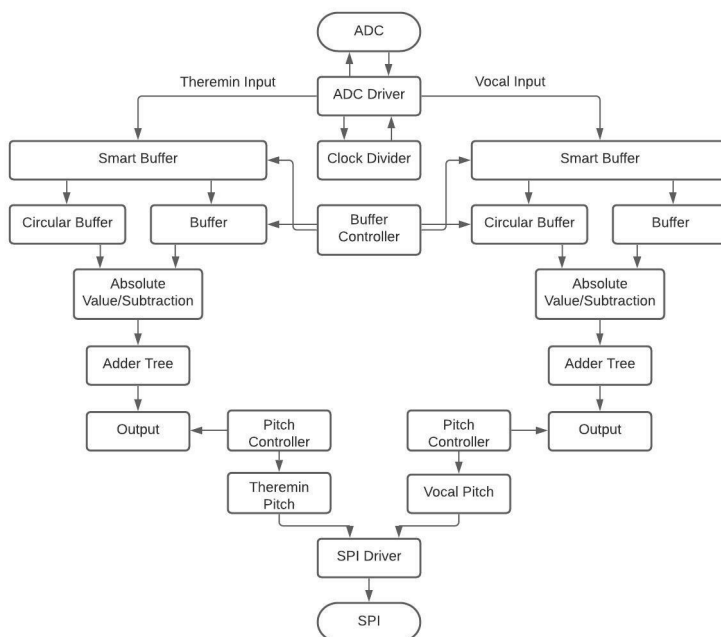 ADC
Theremin Input
Vocal Input
ADC Driver
Smart Buffer
Clock Divider
Smart Buffer
Circular Buffer
Buffer
Buffer
Controller
Circular Buffer
Buffer
Absolute
Value/Subtraction
Absolute
Value/Subtraction
Adder Tree
Adder Tree
Output
Pitch
Controller
Pitch
Controller
Output
Theremin
Pitch
Vocal Pitch
SPI Driver
SPI